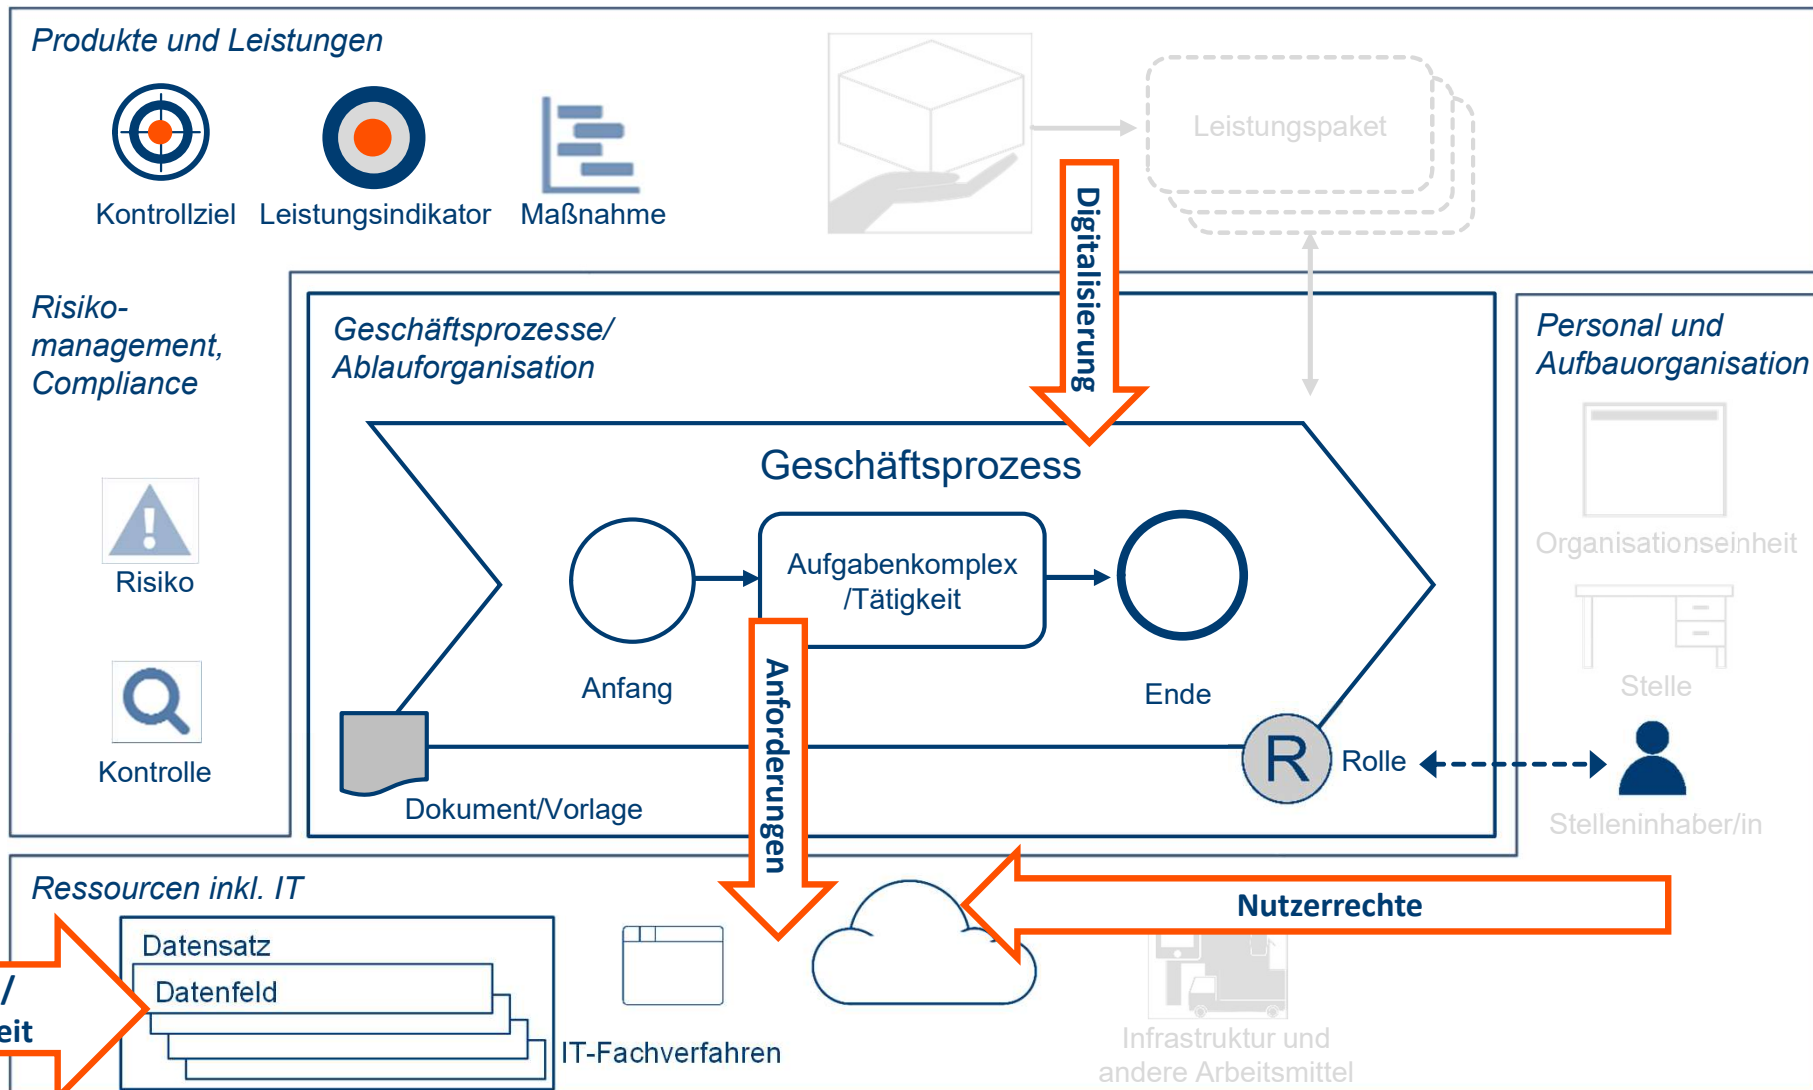 Produkte und Leistungen
Kontrollziel
Leistungsindikator
Maßnahme
Leistungspaket
Digitalisierung
Risiko-
management,
Compliance
Risiko
Kontrolle
Geschäftsprozesse/
Ablauforganisation
Geschäftsprozess
Anfang
Aufgabenkomplex
/Tätigkeit
Ende
Anforderungen
Dokument/Vorlage
R
Rolle
Personal und
Aufbauorganisation
Organisationseinheit
Stelle
Stelleninhaber/in
Ressourcen inkl. IT
/
eit
Datensatz
Datenfeld
IT-Fachverfahren
Nutzerrechte
Infrastruktur und
andere Arbeitsmittel